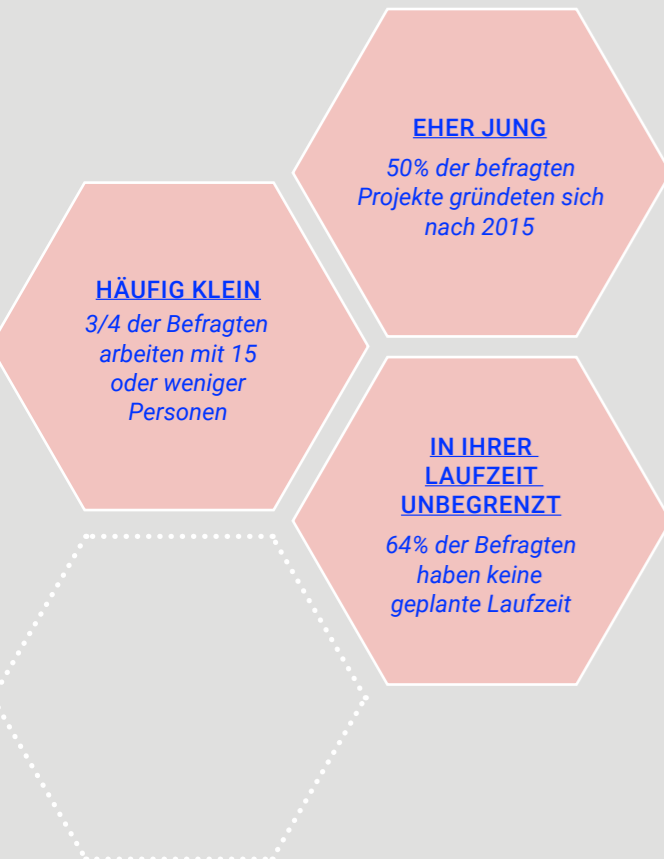 EHER JUNG
50% der befragten
Projekte gründeten sich
nach 2015
HÄUFIG KLEIN
3/4 der Befragten
arbeiten mit 15
oder weniger
Personen
IN IHRER
LAUFZEIT
UNBEGRENZT
64% der Befragten
haben keine
geplante Laufzeit